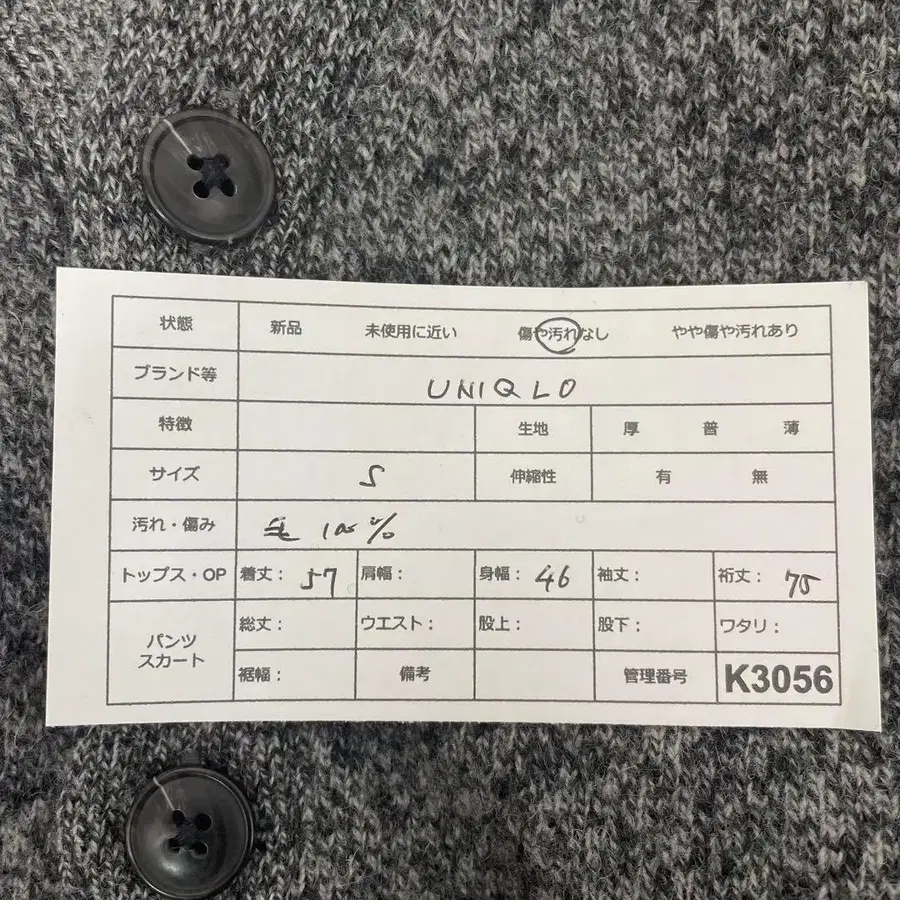 状態 新品 未使用に近い 傷や汚れなし やや傷や汚れあり
ブランド等 UNIQLO
特徴 生地 厚 普 薄
サイズ S 伸縮性 有 無
汚れ・傷み 毛 100%
トップス・OP 着丈: 57 肩幅: 身幅: 46 袖丈: 裄丈: 75
パンツ
スカート
総丈: ウエスト: 股上: 股下: ワタリ:
裾幅: 備考 管理番号 K3056